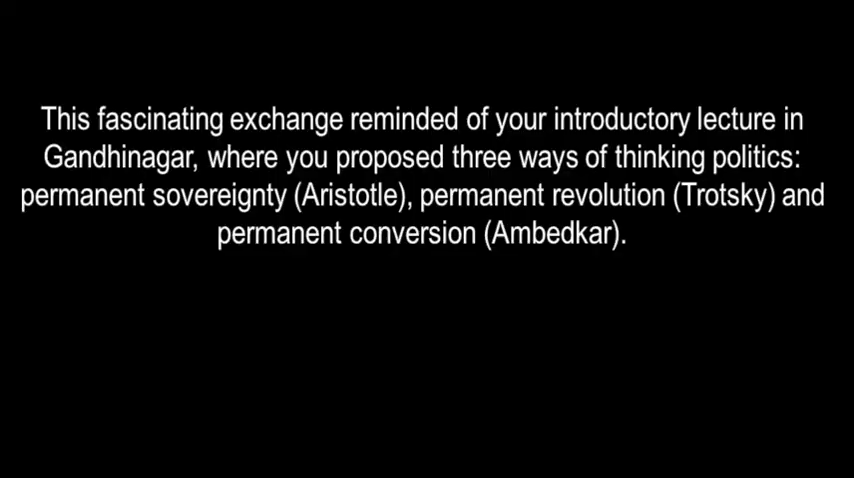 This fascinating exchange reminded of your introductory lecture in
Gandhinagar, where you proposed three ways of thinking politics:
permanent sovereignty (Aristotle), permanent revolution (Trotsky) and
permanent conversion (Ambedkar).